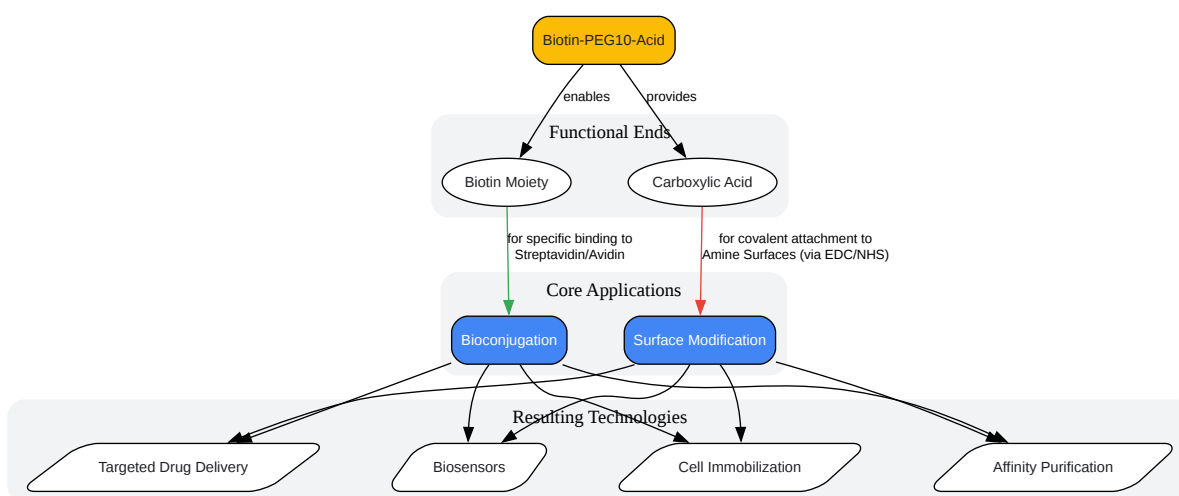 Biotin-PEG10-Acid
enables
provides
Functional Ends
Biotin Moiety
Carboxylic Acid
for specific binding to
Streptavidin/Avidin
for covalent attachment to
Amine Surfaces (via EDC/NHS)
Core Applications
Bioconjugation
Surface Modification
Resulting Technologies
Targeted Drug Delivery
Biosensors
Cell Immobilization
Affinity Purification